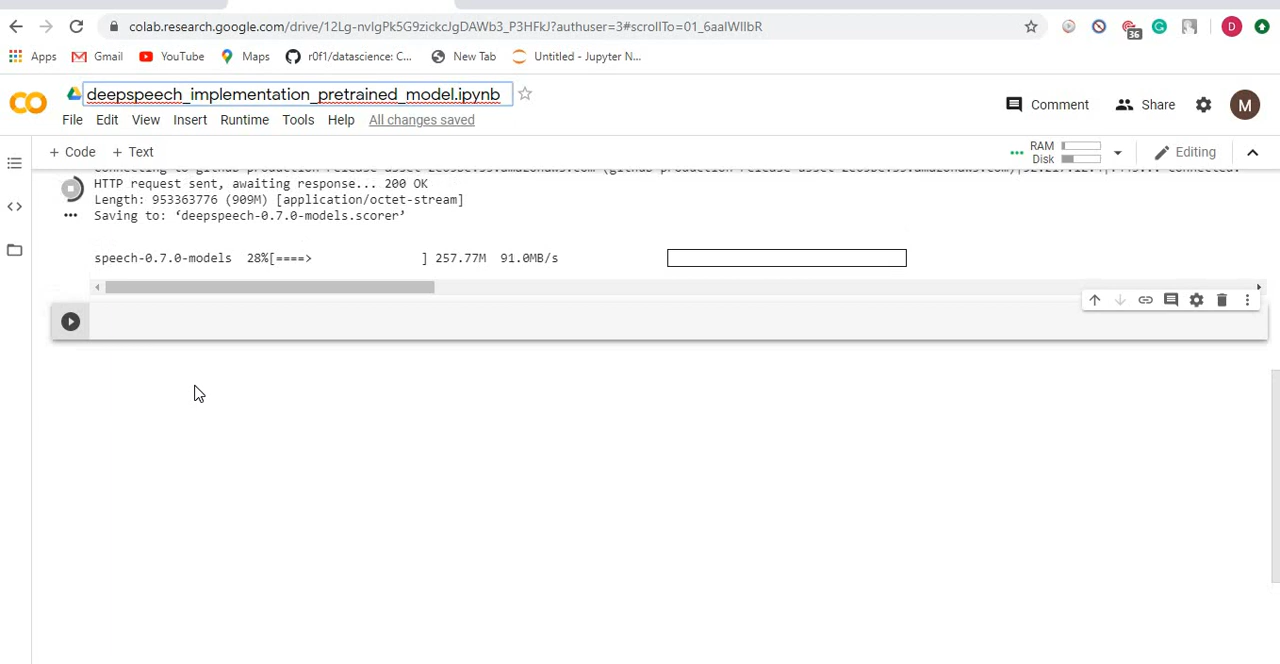 colab.research.google.com/drive/12Lg-nvlgPk5G9zickcJgDAWb3_P3HFkJ?authuser=3#scrollTo=01_6aaIWIIbR
36
D
Apps Gmail YouTube Maps r0f1/datascience: C... New Tab Untitled - Jupyter N...
CO
deepspeech_implementation_pretrained_model.ipynb
Comment Share M
File Edit View Insert Runtime Tools Help All changes saved
+ Code + Text
RAM
Disk
Editing
HTTP request sent, awaiting response... 200 OK
Length: 953363776 (909M) [application/octet-stream]
Saving to: ‘deepspeech-0.7.0-models.scorer’
speech-0.7.0-models 28%[====> ] 257.77M 91.0MB/s